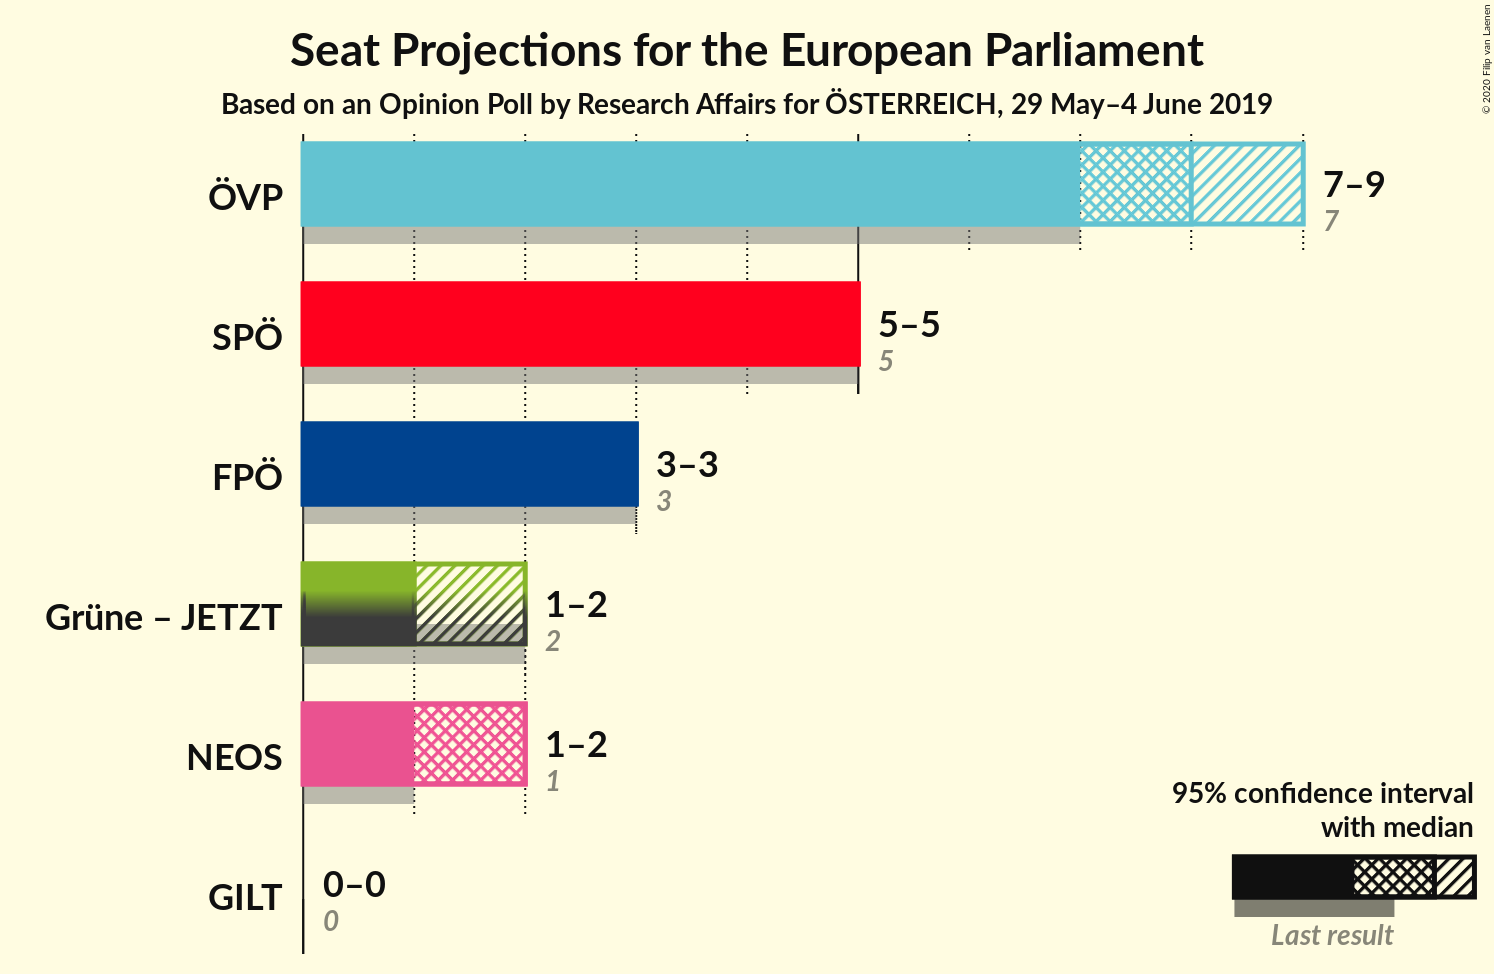 Seat Projections for the European Parliament
Based on an Opinion Poll by Research Affairs for ÖSTERREICH, 29 May–4 June 2019
© 2020 Filip van Laenen
ÖVP
7–9
7
SPÖ
5–5
5
FPÖ
3–3
3
Grüne – JETZT
1–2
2
NEOS
1–2
1
GILT
0–0
0
95% confidence interval
with median
Last result